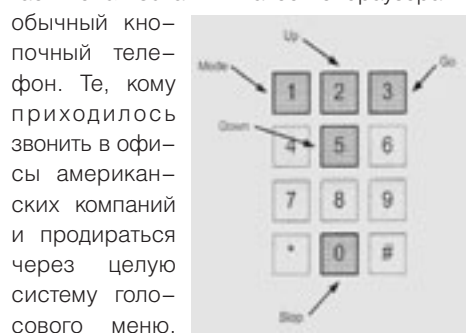 обычный кно–
почный теле–
фон. Те, кому
приходилось
звонить в офи–
сы американ–
ских компаний
и продираться
через целую
систему голо–
сового меню,
Up
Mode
Go
1 2 3
Down
4 5 6
7 8 9
* 0 #
Stop